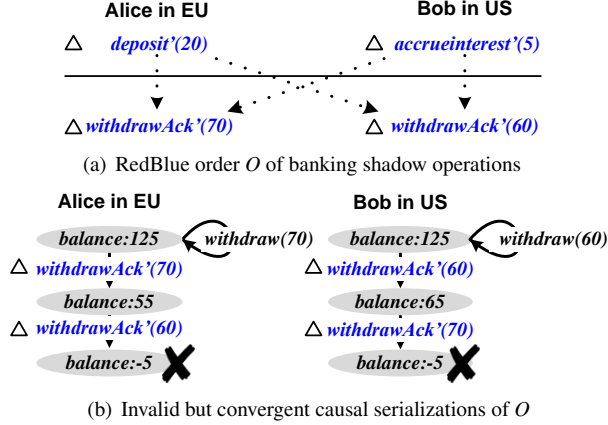 Alice in EU Bob in US
△ deposit'(20) △ accrueinterest'(5)
△ withdrawAck'(70) △ withdrawAck'(60)
(a) RedBlue order O of banking shadow operations
Alice in EU Bob in US
balance:125 withdraw(70) balance:125 withdraw(60)
△ withdrawAck'(70) △ withdrawAck'(60)
balance:55 balance:65
△ withdrawAck'(60) △ withdrawAck'(70)
balance:-5 balance:-5
(b) Invalid but convergent causal serializations of O